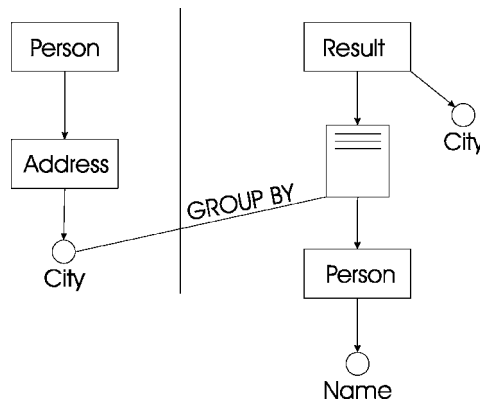 Person
Address
City
GROUP BY
Result
City
Person
Name